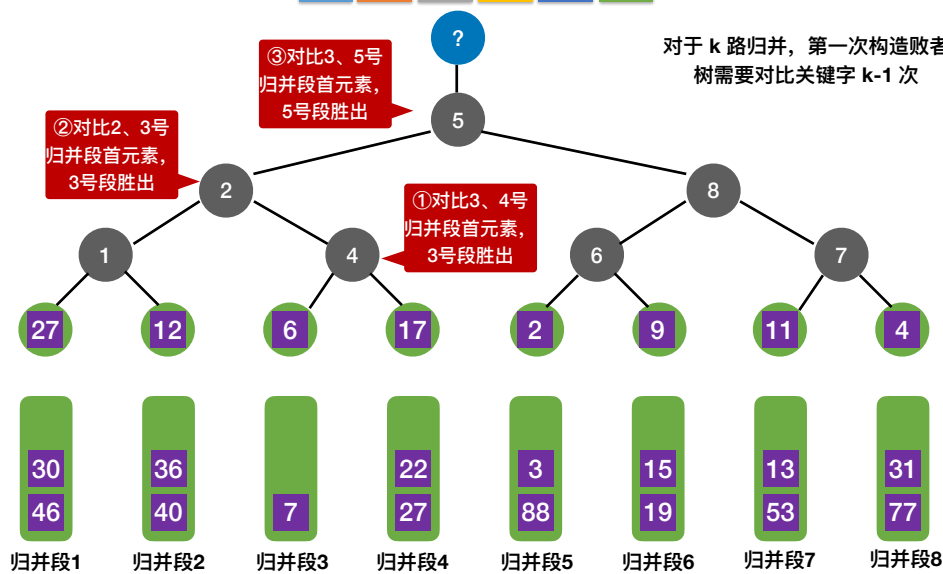 ?
对于 k 路归并，第一次构造败者
树需要对比关键字 k-1 次
③对比3、5号
归并段首元素，
5号段胜出
5
②对比2、3号
归并段首元素，
3号段胜出
2
8
①对比3、4号
归并段首元素，
3号段胜出
1
4
6
7
27 12 6 17 2 9 11 4
30 36 22 3 15 13 31
46 40 7 27 88 19 53 77
归并段1 归并段2 归并段3 归并段4 归并段5 归并段6 归并段7 归并段8